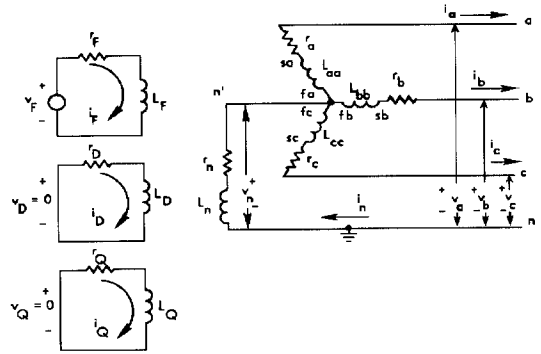 r_F
+
v_F
−
i_F
L_F
r_D
+
v_D = 0
−
i_D
L_D
r_Q
+
v_Q = 0
−
i_Q
L_Q
i_a
a
r_a
sa
L_aa
fa
L_bb
r_b
i_b
b
n'
fc
fb
sb
sc
L_cc
r_c
i_c
c
r_n
L_n
+
v_n
−
i_n
+ v_a −
+ v_b −
+ v_c −
n